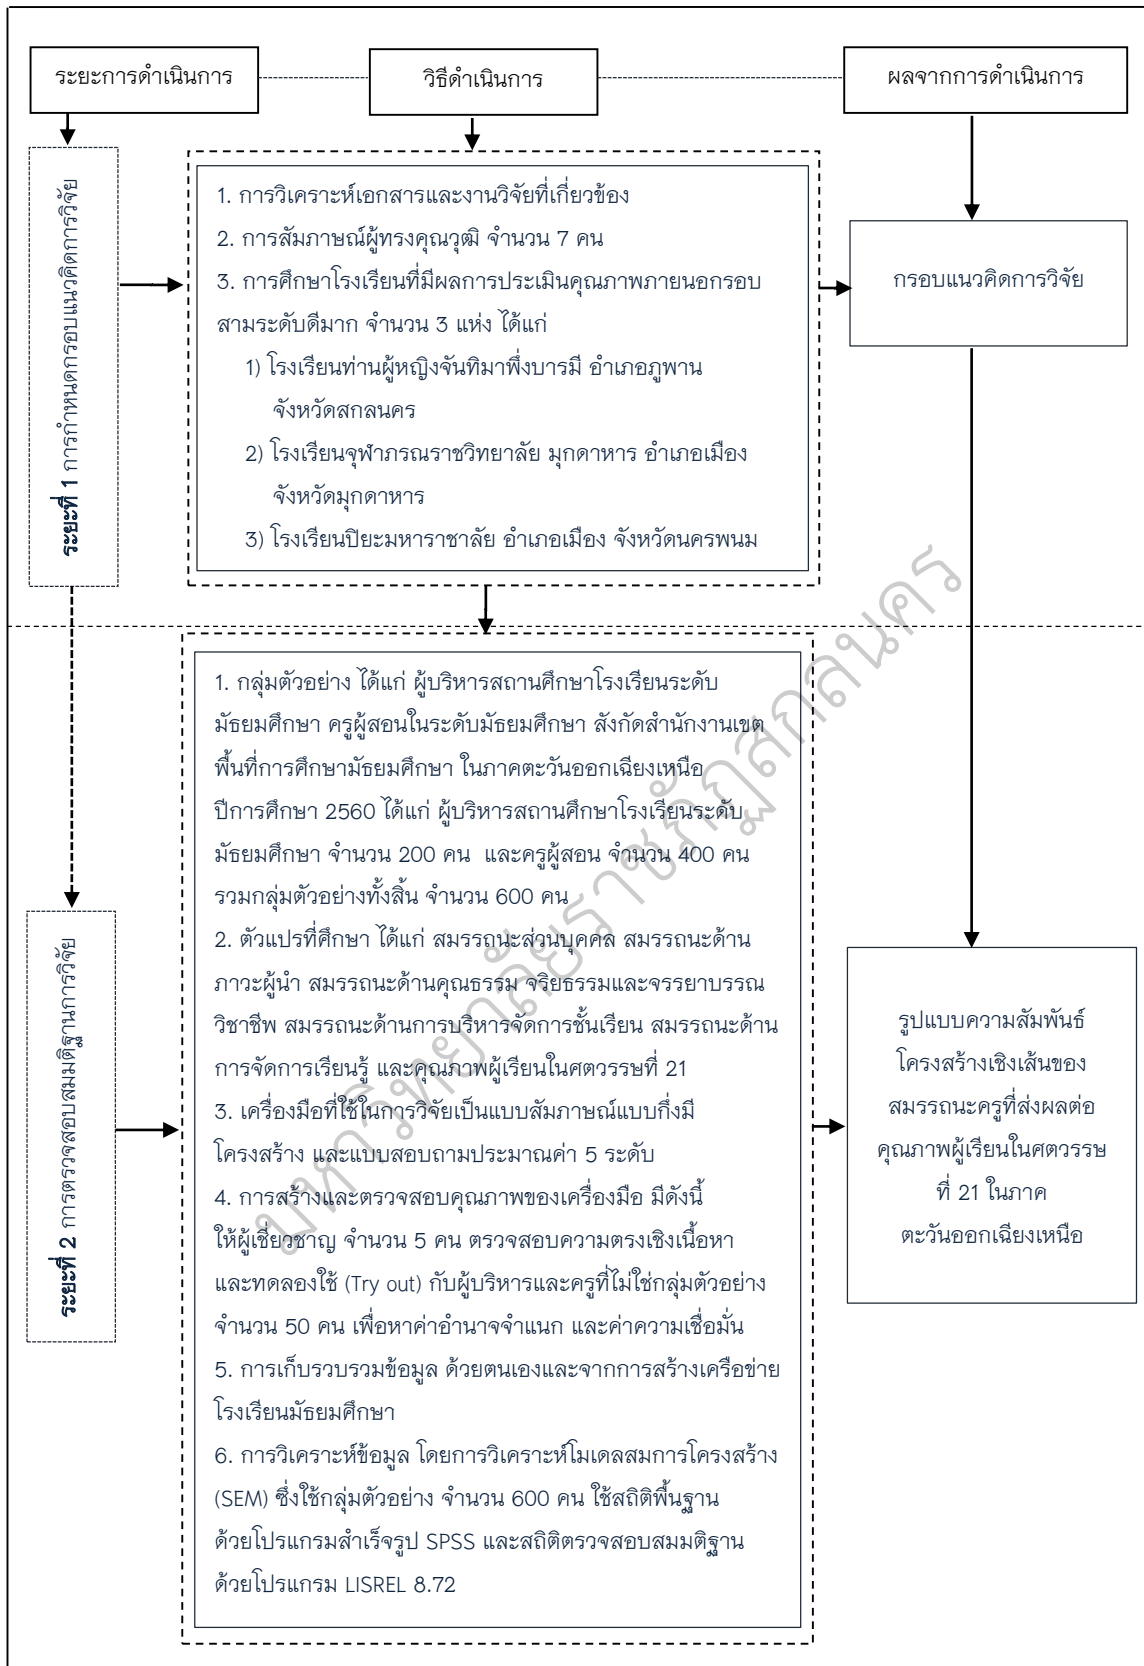 ระยะการดำเนินการ
วิธีดำเนินการ
ผลจากการดำเนินการ
ระยะที่ 1 การกำหนดกรอบแนวคิดการวิจัย
1. การวิเคราะห์เอกสารและงานวิจัยที่เกี่ยวข้อง
2. การสัมภาษณ์ผู้ทรงคุณวุฒิ จำนวน 7 คน
3. การศึกษาโรงเรียนที่มีผลการประเมินคุณภาพภายนอกรอบ
สามระดับดีมาก จำนวน 3 แห่ง ได้แก่
1) โรงเรียนท่านผู้หญิงจันทิมาพึ่งบารมี อำเภอภูพาน
จังหวัดสกลนคร
2) โรงเรียนจุฬาภรณราชวิทยาลัย มุกดาหาร อำเภอเมือง
จังหวัดมุกดาหาร
3) โรงเรียนปิยะมหาราชาลัย อำเภอเมือง จังหวัดนครพนม
กรอบแนวคิดการวิจัย
ระยะที่ 2 การตรวจสอบสมมติฐานการวิจัย
1. กลุ่มตัวอย่าง ได้แก่ ผู้บริหารสถานศึกษาโรงเรียนระดับ
มัธยมศึกษา ครูผู้สอนในระดับมัธยมศึกษา สังกัดสำนักงานเขต
พื้นที่การศึกษามัธยมศึกษา ในภาคตะวันออกเฉียงเหนือ
ปีการศึกษา 2560 ได้แก่ ผู้บริหารสถานศึกษาโรงเรียนระดับ
มัธยมศึกษา จำนวน 200 คน และครูผู้สอน จำนวน 400 คน
รวมกลุ่มตัวอย่างทั้งสิ้น จำนวน 600 คน
2. ตัวแปรที่ศึกษา ได้แก่ สมรรถนะส่วนบุคคล สมรรถนะด้าน
ภาวะผู้นำ สมรรถนะด้านคุณธรรม จริยธรรมและจรรยาบรรณ
วิชาชีพ สมรรถนะด้านการบริหารจัดการชั้นเรียน สมรรถนะด้าน
การจัดการเรียนรู้ และคุณภาพผู้เรียนในศตวรรษที่ 21
3. เครื่องมือที่ใช้ในการวิจัยเป็นแบบสัมภาษณ์แบบกึ่งมี
โครงสร้าง และแบบสอบถามประมาณค่า 5 ระดับ
4. การสร้างและตรวจสอบคุณภาพของเครื่องมือ มีดังนี้
ให้ผู้เชี่ยวชาญ จำนวน 5 คน ตรวจสอบความตรงเชิงเนื้อหา
และทดลองใช้ (Try out) กับผู้บริหารและครูที่ไม่ใช่กลุ่มตัวอย่าง
จำนวน 50 คน เพื่อหาค่าอำนาจจำแนก และค่าความเชื่อมั่น
5. การเก็บรวบรวมข้อมูล ด้วยตนเองและจากการสร้างเครือข่าย
โรงเรียนมัธยมศึกษา
6. การวิเคราะห์ข้อมูล โดยการวิเคราะห์โมเดลสมการโครงสร้าง
(SEM) ซึ่งใช้กลุ่มตัวอย่าง จำนวน 600 คน ใช้สถิติพื้นฐาน
ด้วยโปรแกรมสำเร็จรูป SPSS และสถิติตรวจสอบสมมติฐาน
ด้วยโปรแกรม LISREL 8.72
รูปแบบความสัมพันธ์
โครงสร้างเชิงเส้นของ
สมรรถนะครูที่ส่งผลต่อ
คุณภาพผู้เรียนในศตวรรษ
ที่ 21 ในภาค
ตะวันออกเฉียงเหนือ
มหาวิทยาลัยราชภัฏสกลนคร